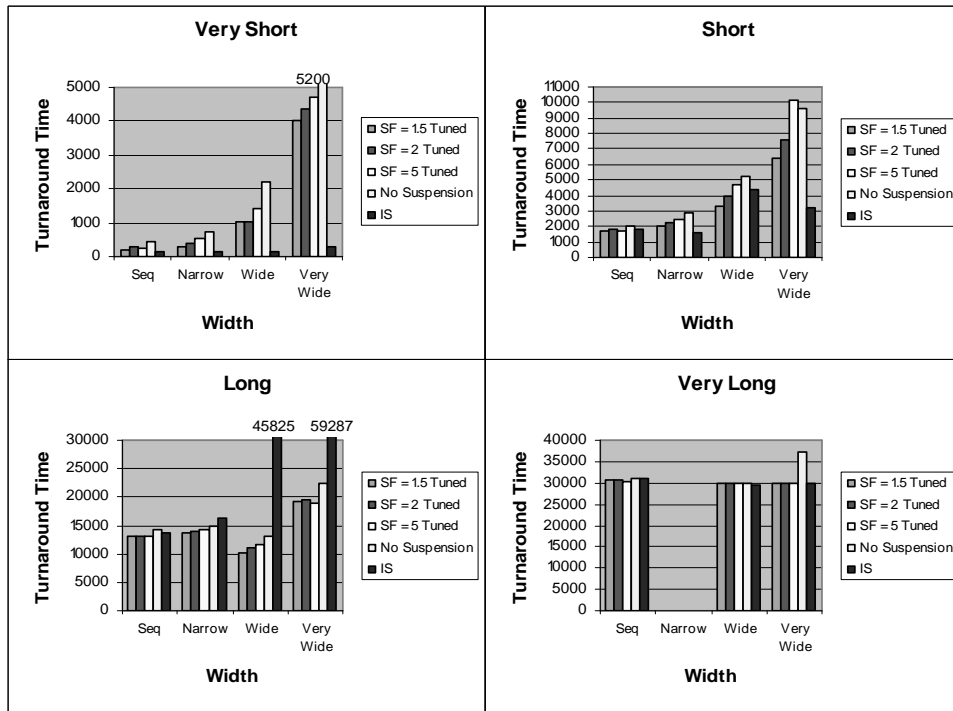 Very Short
5200
5000
4000
3000
2000
1000
0
Turnaround Time
Seq Narrow Wide Very
Wide
Width
SF = 1.5 Tuned
SF = 2 Tuned
SF = 5 Tuned
No Suspension
IS
Short
11000
10000
9000
8000
7000
6000
5000
4000
3000
2000
1000
0
Turnaround Time
Seq Narrow Wide Very
Wide
Width
SF = 1.5 Tuned
SF = 2 Tuned
SF = 5 Tuned
No Suspension
IS
Long
45825 59287
30000
25000
20000
15000
10000
5000
0
Turnaround Time
Seq Narrow Wide Very
Wide
Width
SF = 1.5 Tuned
SF = 2 Tuned
SF = 5 Tuned
No Suspension
IS
Very Long
40000
35000
30000
25000
20000
15000
10000
5000
0
Turnaround Time
Seq Narrow Wide Very
Wide
Width
SF = 1.5 Tuned
SF = 2 Tuned
SF = 5 Tuned
No Suspension
IS